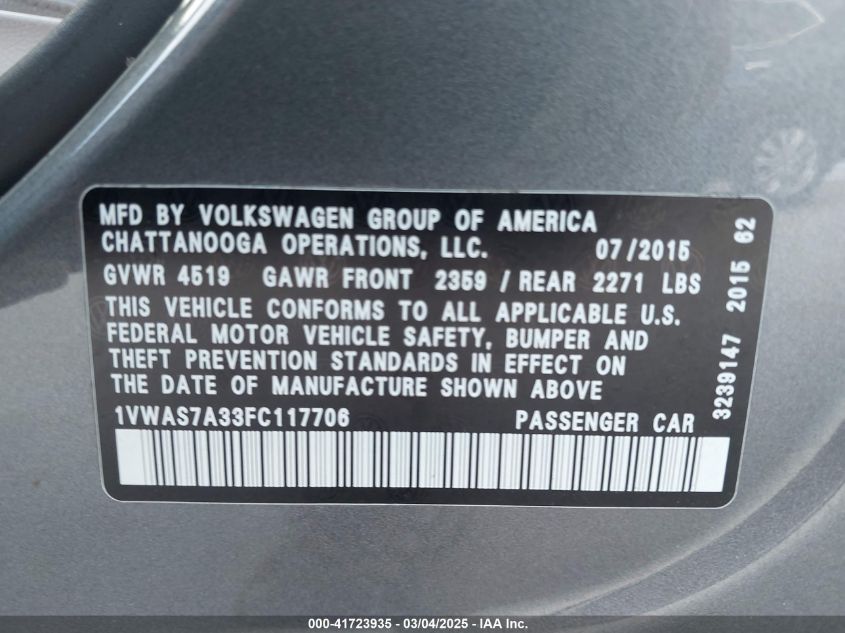 MFD BY VOLKSWAGEN GROUP OF AMERICA
CHATTANOOGA OPERATIONS, LLC. 07/2015
GVWR 4519 GAWR FRONT 2359 / REAR 2271 LBS
THIS VEHICLE CONFORMS TO ALL APPLICABLE U.S.
FEDERAL MOTOR VEHICLE SAFETY, BUMPER AND
THEFT PREVENTION STANDARDS IN EFFECT ON
THE DATE OF MANUFACTURE SHOWN ABOVE
1VWAS7A33FC117706 PASSENGER CAR
3239147 2015 62
000-41723935 - 03/04/2025 - IAAI.COM